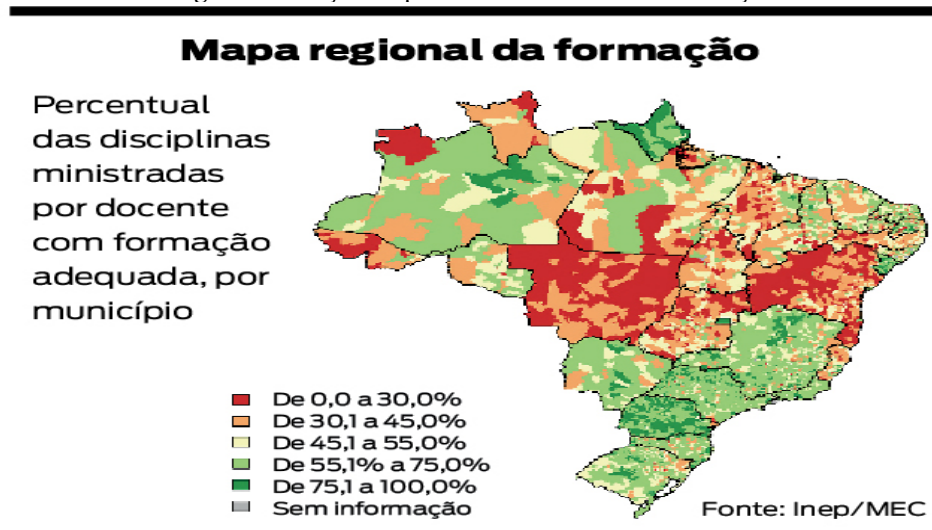 Mapa regional da formação
Percentual
das disciplinas
ministradas
por docente
com formação
adequada, por
município
De 0,0 a 30,0%
De 30,1 a 45,0%
De 45,1 a 55,0%
De 55,1% a 75,0%
De 75,1 a 100,0%
Sem informação
Fonte: Inep/MEC